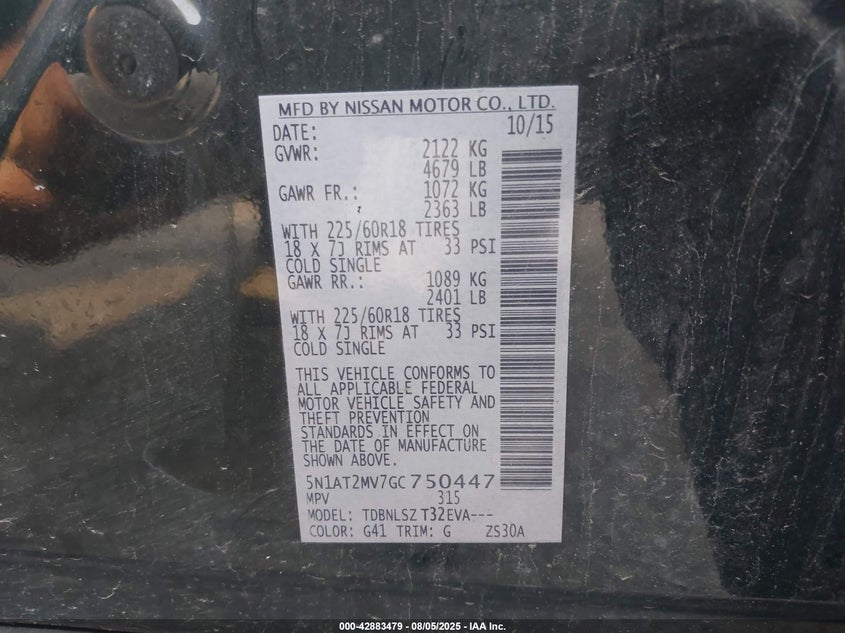 MFD BY NISSAN MOTOR CO., LTD.
DATE: 10/15
GVWR: 2122 KG
4679 LB
GAWR FR.: 1072 KG
2363 LB
WITH 225/60R18 TIRES
18 X 7J RIMS AT 33 PSI
COLD SINGLE
GAWR RR.: 1089 KG
2401 LB
WITH 225/60R18 TIRES
18 X 7J RIMS AT 33 PSI
COLD SINGLE
THIS VEHICLE CONFORMS TO
ALL APPLICABLE FEDERAL
MOTOR VEHICLE SAFETY AND
THEFT PREVENTION
STANDARDS IN EFFECT ON
THE DATE OF MANUFACTURE
SHOWN ABOVE.
5N1AT2MV7GC750447
MPV 315
MODEL: TDBNLSZ T32EVA---
COLOR: G41 TRIM: G ZS30A
000-42883479 - 08/05/2025 - IAA Inc.